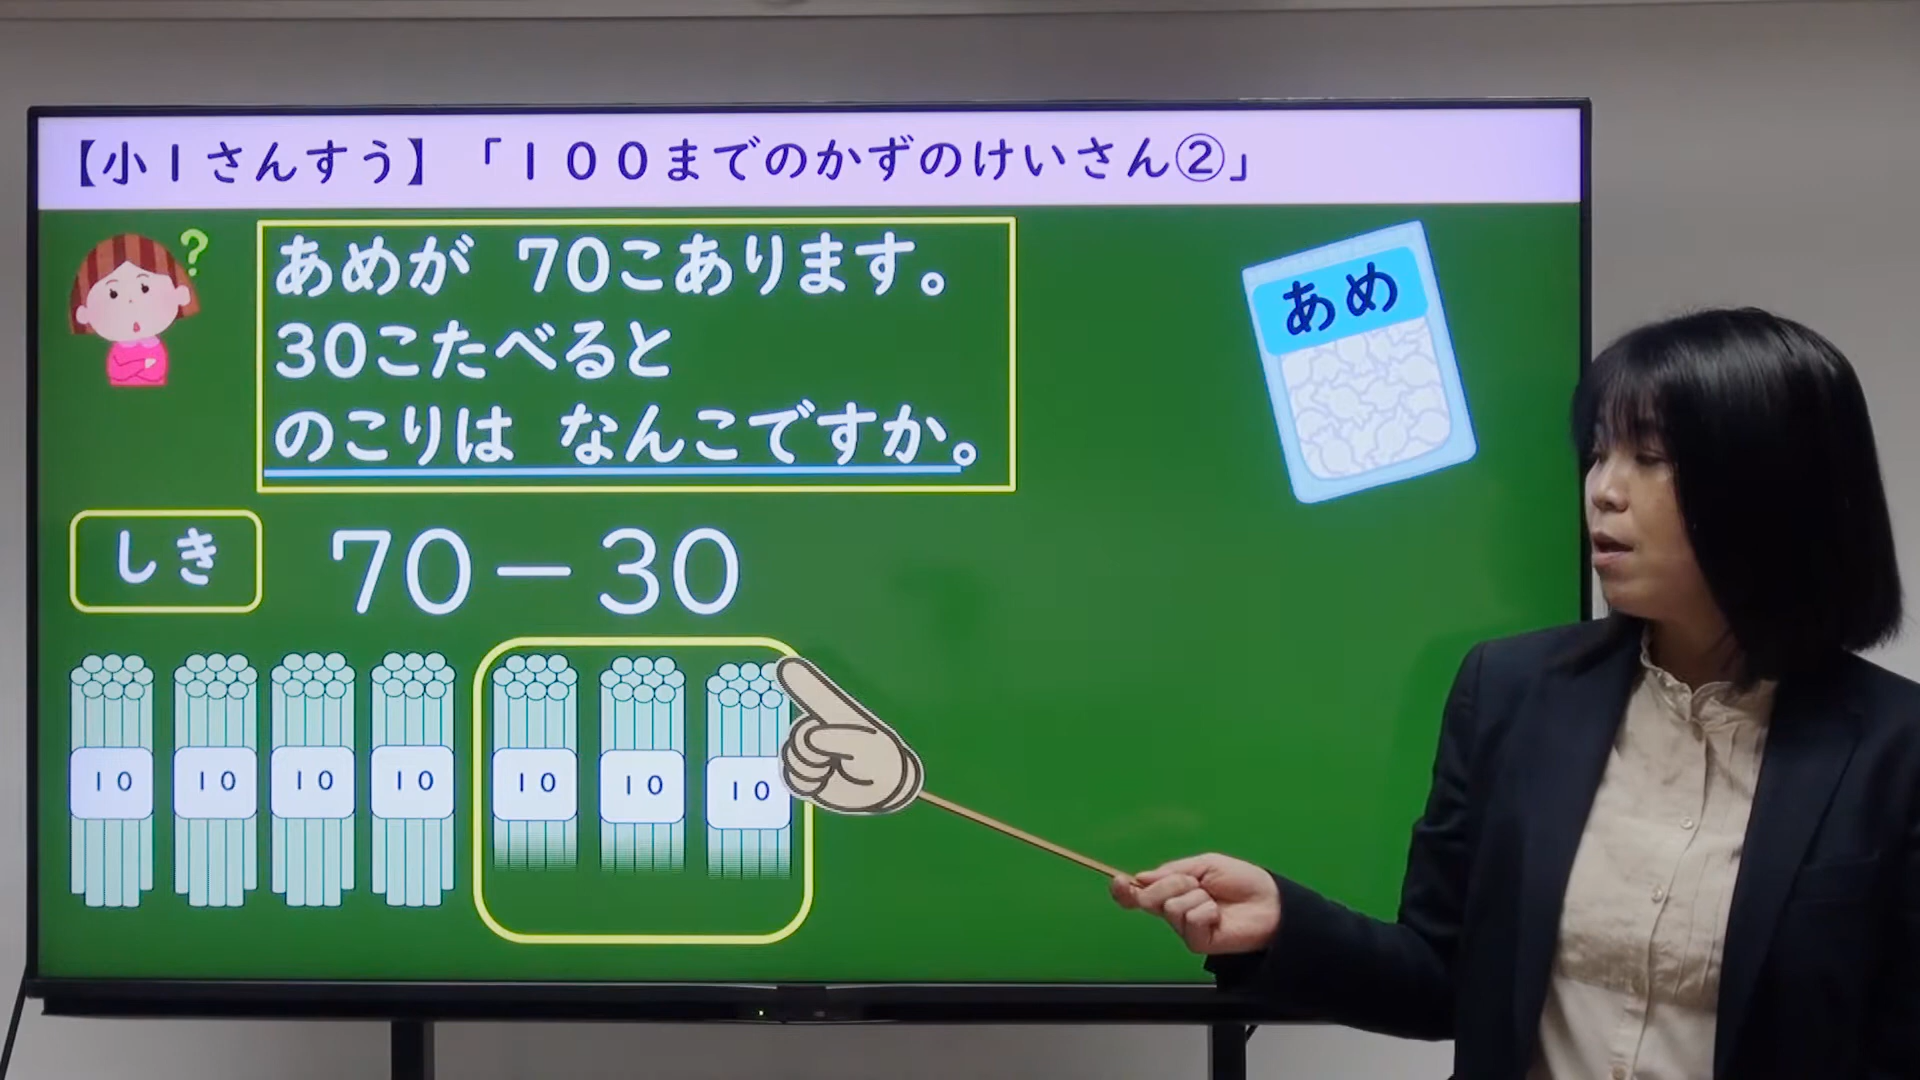 【小1さんすう】「100までのかずのけいさん②」
?
あめが 70こあります。
30こたべると
のこりは なんこですか。
あめ
しき 70-30
10 10 10 10 10 10 10